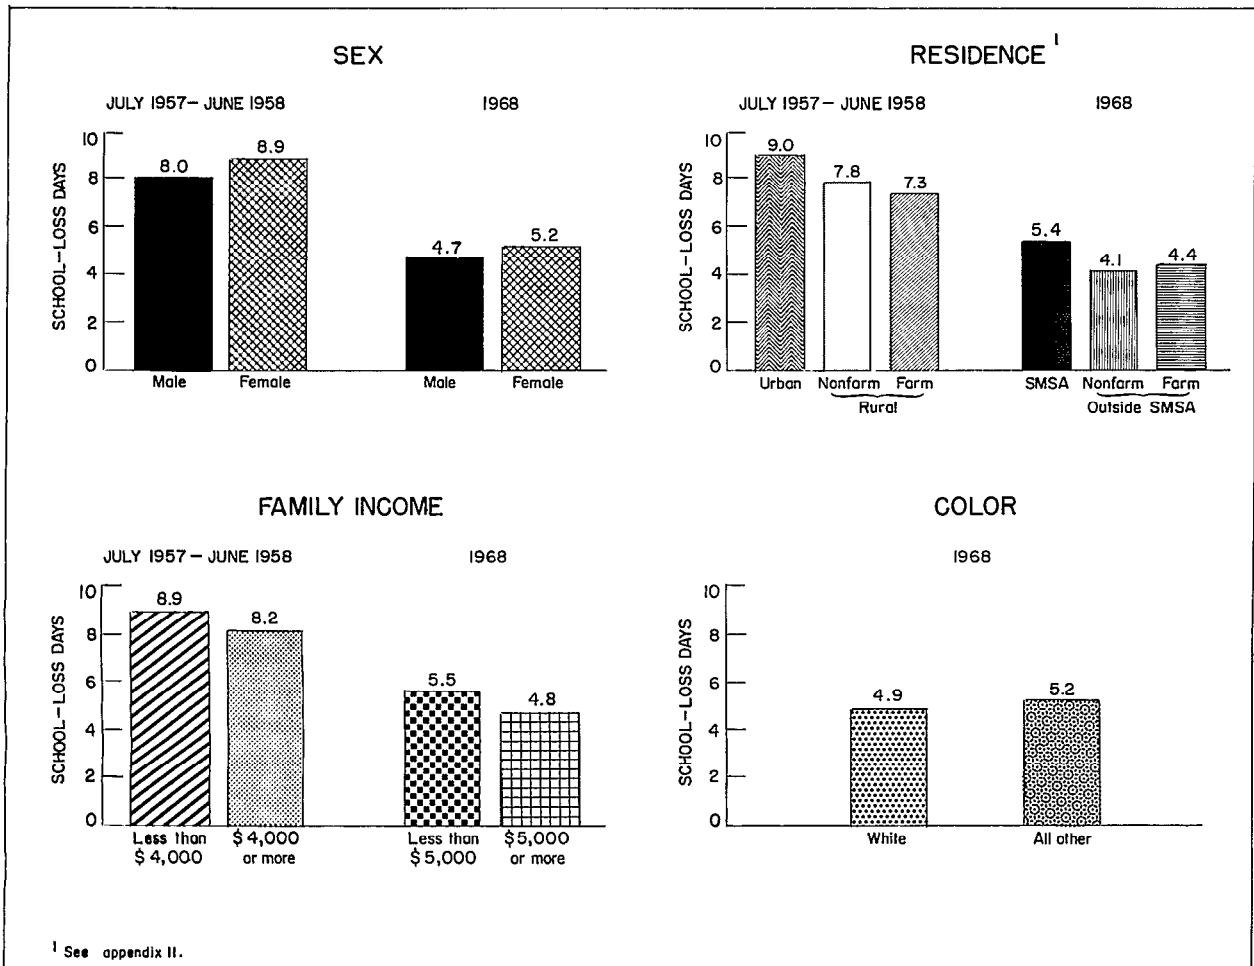 SEX
JULY 1957 – JUNE 1958
1968
SCHOOL – LOSS DAYS
10
8
6
4
2
0
8.0
8.9
4.7
5.2
Male
Female
Male
Female
RESIDENCE 1
JULY 1957 – JUNE 1958
1968
SCHOOL – LOSS DAYS
10
8
6
4
2
0
9.0
7.8
7.3
5.4
4.1
4.4
Urban
Nonfarm
Farm
SMSA
Nonfarm
Farm
Rural
Outside SMSA
FAMILY INCOME
JULY 1957 – JUNE 1958
1968
SCHOOL – LOSS DAYS
10
8
6
4
2
0
8.9
8.2
5.5
4.8
Less than
$4,000
$4,000
or more
Less than
$5,000
$5,000
or more
COLOR
1968
SCHOOL – LOSS DAYS
10
8
6
4
2
0
4.9
5.2
White
All other
1 See appendix II.